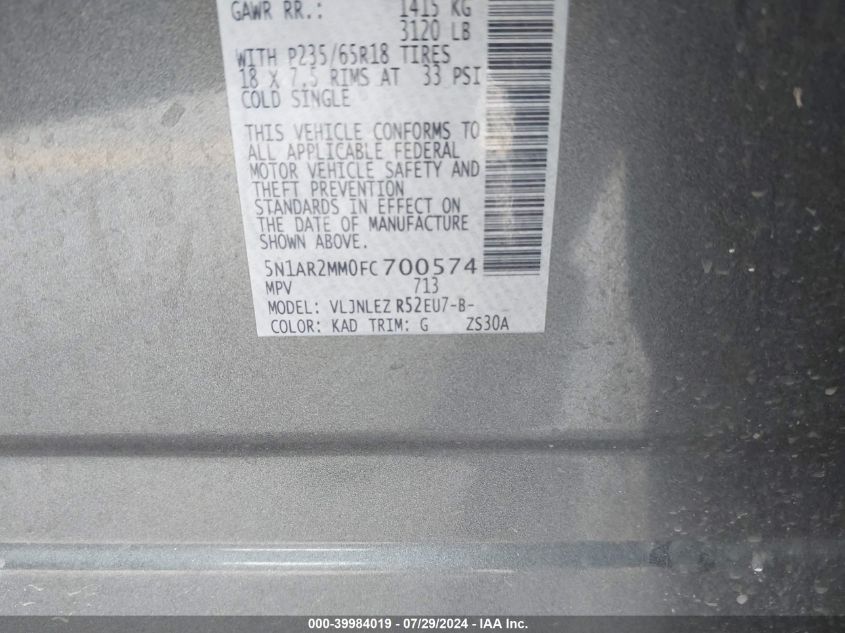 GAWR RR.: 1415 KG
3120 LB
WITH P235/65R18 TIRES
18 X 7.5 RIMS AT 33 PSI
COLD SINGLE
THIS VEHICLE CONFORMS TO
ALL APPLICABLE FEDERAL
MOTOR VEHICLE SAFETY AND
THEFT PREVENTION
STANDARDS IN EFFECT ON
THE DATE OF MANUFACTURE
SHOWN ABOVE.
5N1AR2MM0FC700574
MPV 713
MODEL: VLJNLEZ R52EU7-B-_
COLOR: KAD TRIM: G ZS30A
000-39984019 / 07/29/2024 - IAA Inc.